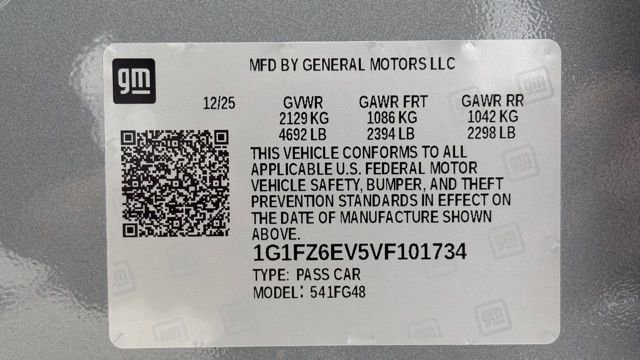 gm
MFD BY GENERAL MOTORS LLC
12/25 GVWR GAWR FRT GAWR RR
2129 KG 1086 KG 1042 KG
4692 LB 2394 LB 2298 LB
THIS VEHICLE CONFORMS TO ALL
APPLICABLE U.S. FEDERAL MOTOR
VEHICLE SAFETY, BUMPER, AND THEFT
PREVENTION STANDARDS IN EFFECT ON
THE DATE OF MANUFACTURE SHOWN
ABOVE.
1G1FZ6EV5VF101734
TYPE: PASS CAR
MODEL: 541FG48